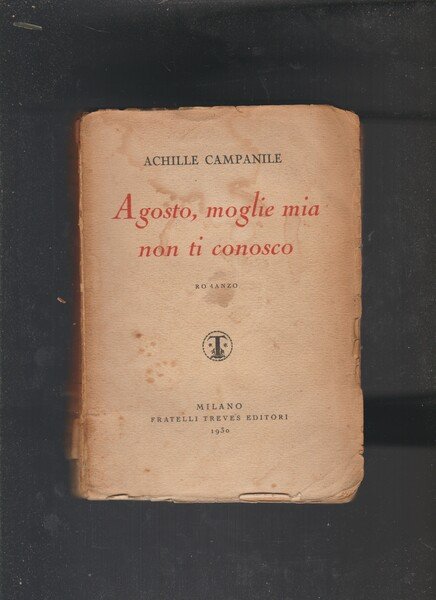 ACHILLE CAMPANILE
Agosto, moglie mia
non ti conosco
ROMANZO
T
MILANO
FRATELLI TREVES EDITORI
1930